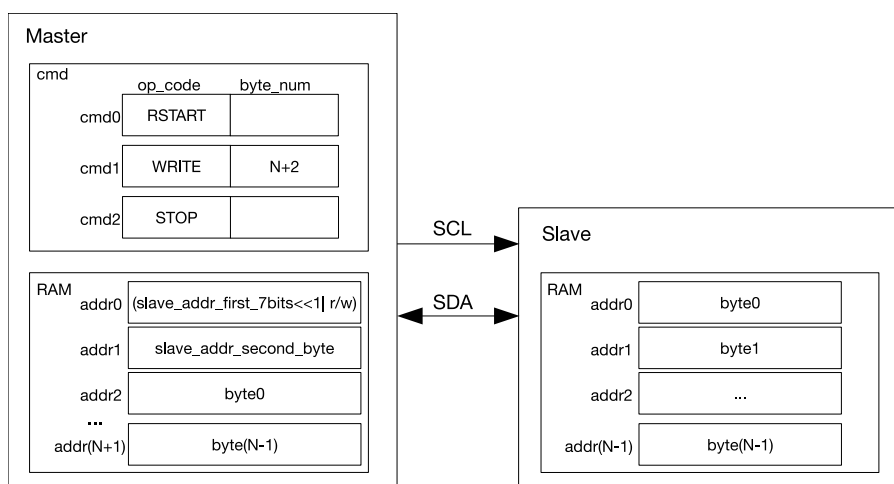 Master
cmd
op_code byte_num
cmd0 RSTART
cmd1 WRITE N+2
cmd2 STOP
RAM
addr0 (slave_addr_first_7bits<<1| r/w)
addr1 slave_addr_second_byte
addr2 byte0
...
addr(N+1) byte(N-1)
SCL
SDA
Slave
RAM
addr0 byte0
addr1 byte1
addr2 ...
addr(N-1) byte(N-1)